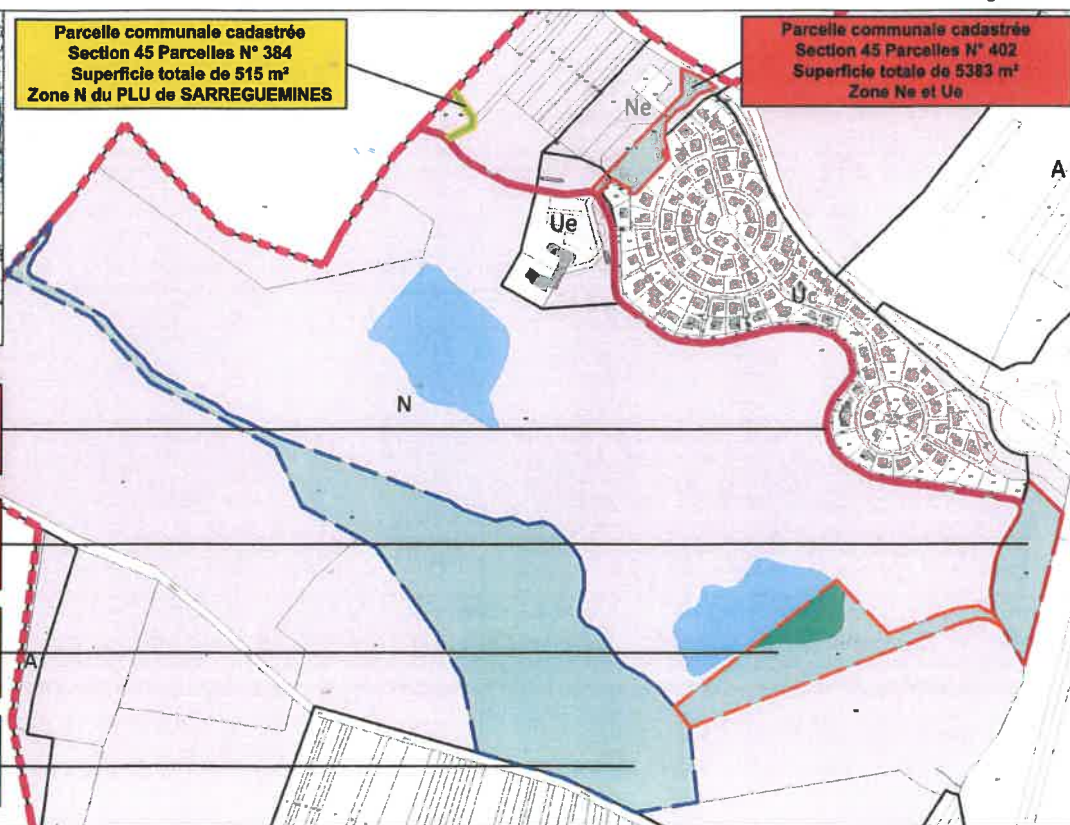 Parcelle communale cadastrée
Section 45 Parcelles N° 384
Superficie totale de 515 m²
Zone N du PLU de SARREGUEMINES
Parcelle communale cadastrée
Section 45 Parcelles N° 402
Superficie totale de 5383 m²
Zone Ne et Ue
Ne
A
Ue
Uc
N
A